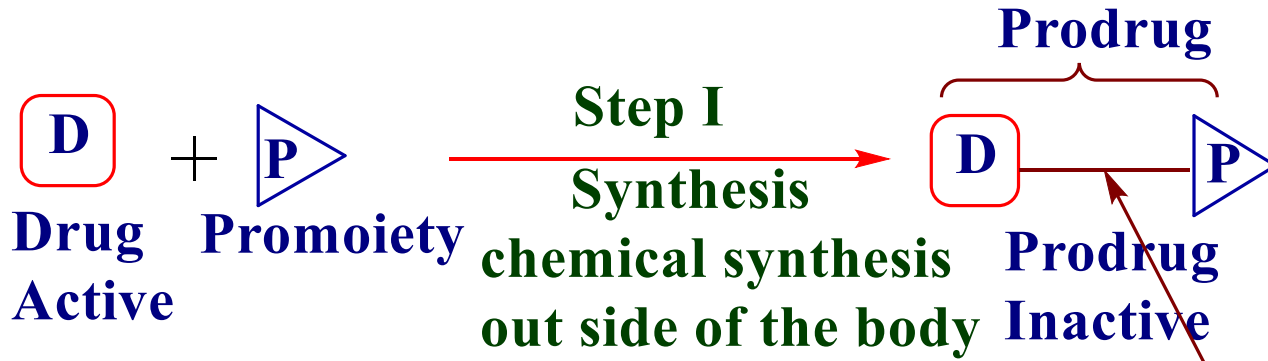 Prodrug
D + P
Step I
D P
Synthesis
Drug Promoiety
Active
chemical synthesis
out side of the body
Prodrug
Inactive